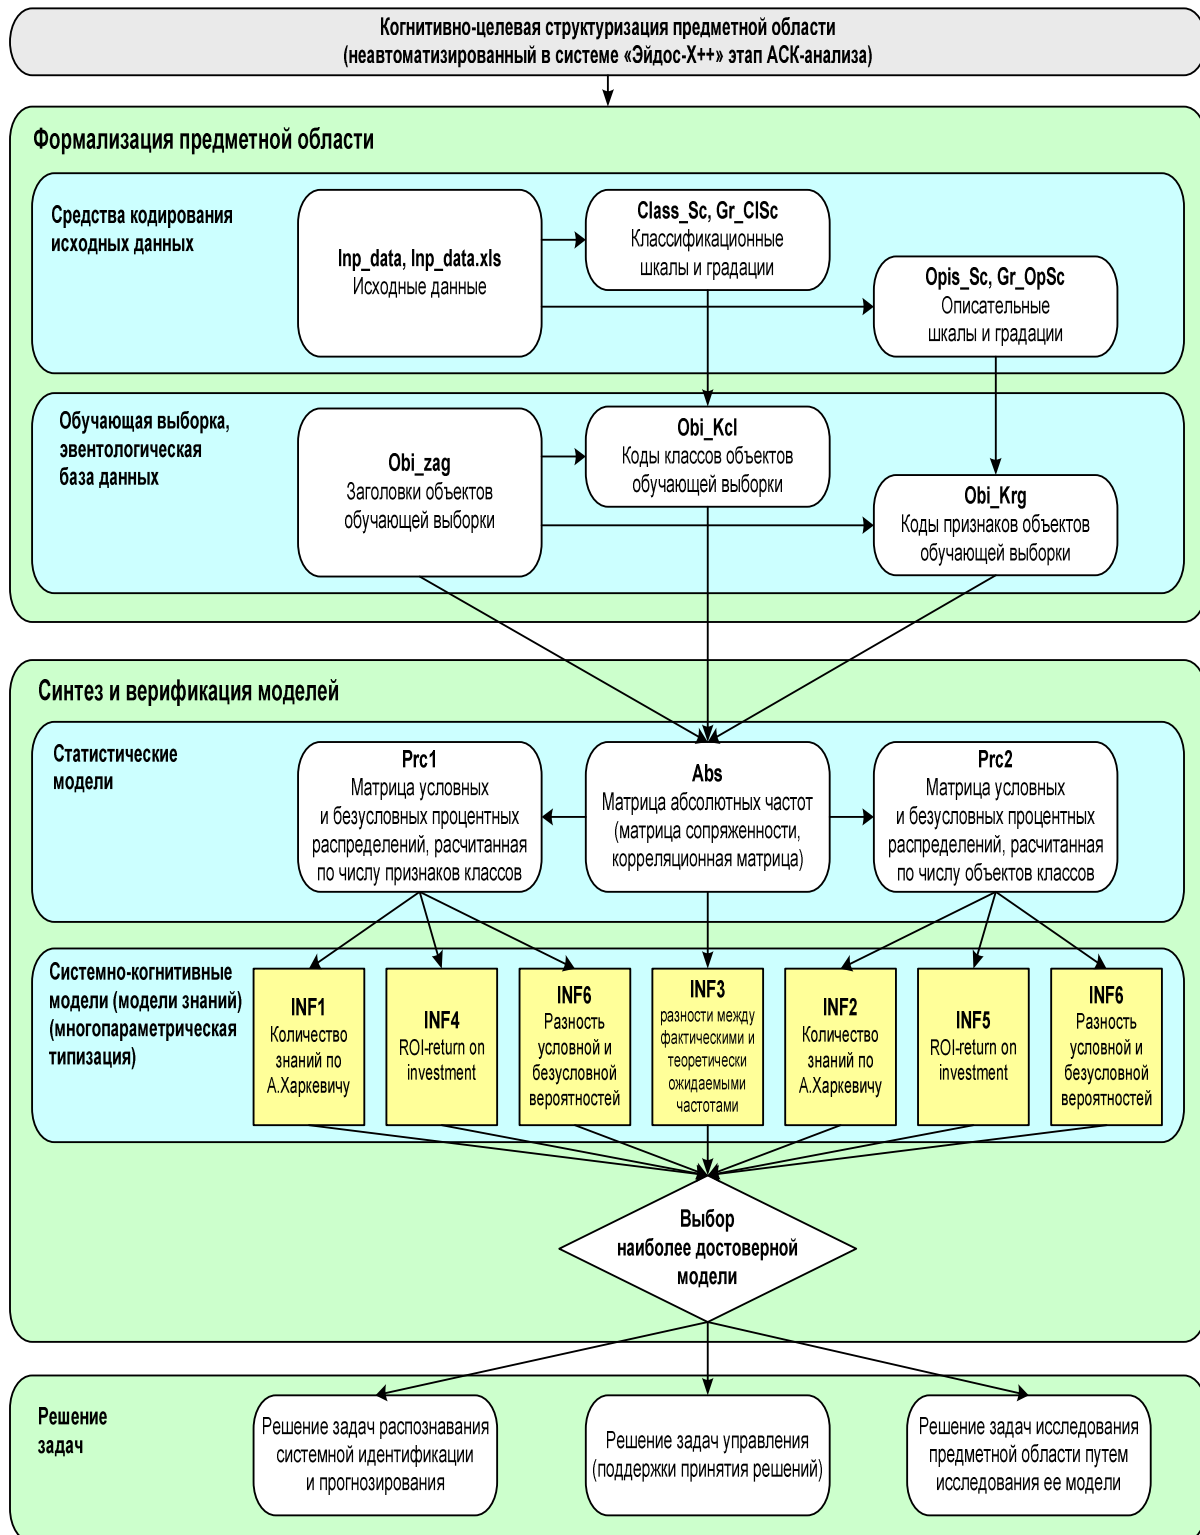 Когнитивно-целевая структуризация предметной области
(неавтоматизированный в системе «Эйдос-X++» этап АСК-анализа)
Формализация предметной области
Средства кодирования
исходных данных
Inp_data, Inp_data.xls
Исходные данные
Class_Sc, Gr_ClSc
Классификационные
шкалы и градации
Opis_Sc, Gr_OpSc
Описательные
шкалы и градации
Обучающая выборка,
эвентологическая
база данных
Obi_zag
Заголовки объектов
обучающей выборки
Obi_Kcl
Коды классов объектов
обучающей выборки
Obi_Krg
Коды признаков объектов
обучающей выборки
Синтез и верификация моделей
Статистические
модели
Prc1
Матрица условных
и безусловных процентных
распределений, расчитанная
по числу признаков классов
Abs
Матрица абсолютных частот
(матрица сопряженности,
корреляционная матрица)
Prc2
Матрица условных
и безусловных процентных
распределений, расчитанная
по числу объектов классов
Системно-когнитивные
модели (модели знаний)
(многопараметрическая
типизация)
INF1
Количество
знаний по
А.Харкевичу
INF4
ROI-return on
investment
INF6
Разность
условной и
безусловной
вероятностей
INF3
разности между
фактическими и
теоретически
ожидаемыми
частотами
INF2
Количество
знаний по
А.Харкевичу
INF5
ROI-return on
investment
INF6
Разность
условной и
безусловной
вероятностей
Выбор
наиболее достоверной
модели
Решение
задач
Решение задач распознавания
системной идентификации
и прогнозирования
Решение задач управления
(поддержки принятия решений)
Решение задач исследования
предметной области путем
исследования ее модели